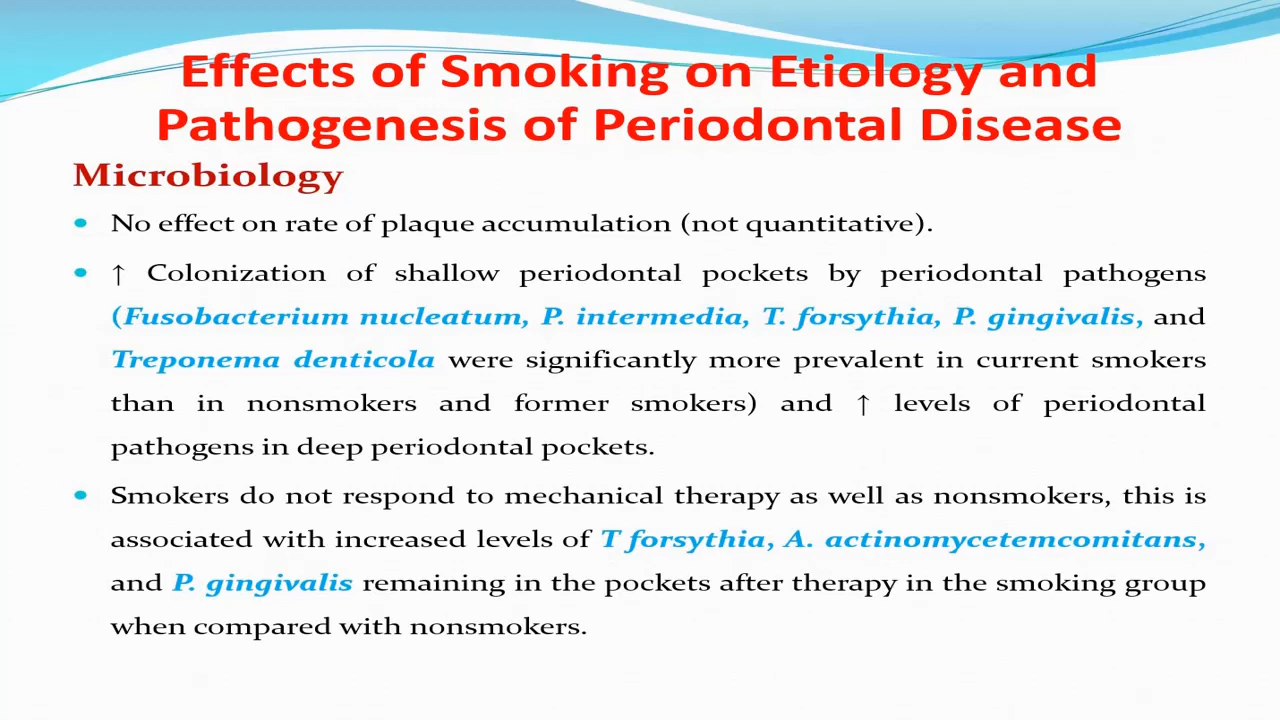 Effects of Smoking on Etiology and
Pathogenesis of Periodontal Disease
Microbiology
• No effect on rate of plaque accumulation (not quantitative).
• ↑ Colonization of shallow periodontal pockets by periodontal pathogens
(Fusobacterium nucleatum, P. intermedia, T. forsythia, P. gingivalis, and
Treponema denticola were significantly more prevalent in current smokers
than in nonsmokers and former smokers) and ↑ levels of periodontal
pathogens in deep periodontal pockets.
• Smokers do not respond to mechanical therapy as well as nonsmokers, this is
associated with increased levels of T forsythia, A. actinomycetemcomitans,
and P. gingivalis remaining in the pockets after therapy in the smoking group
when compared with nonsmokers.